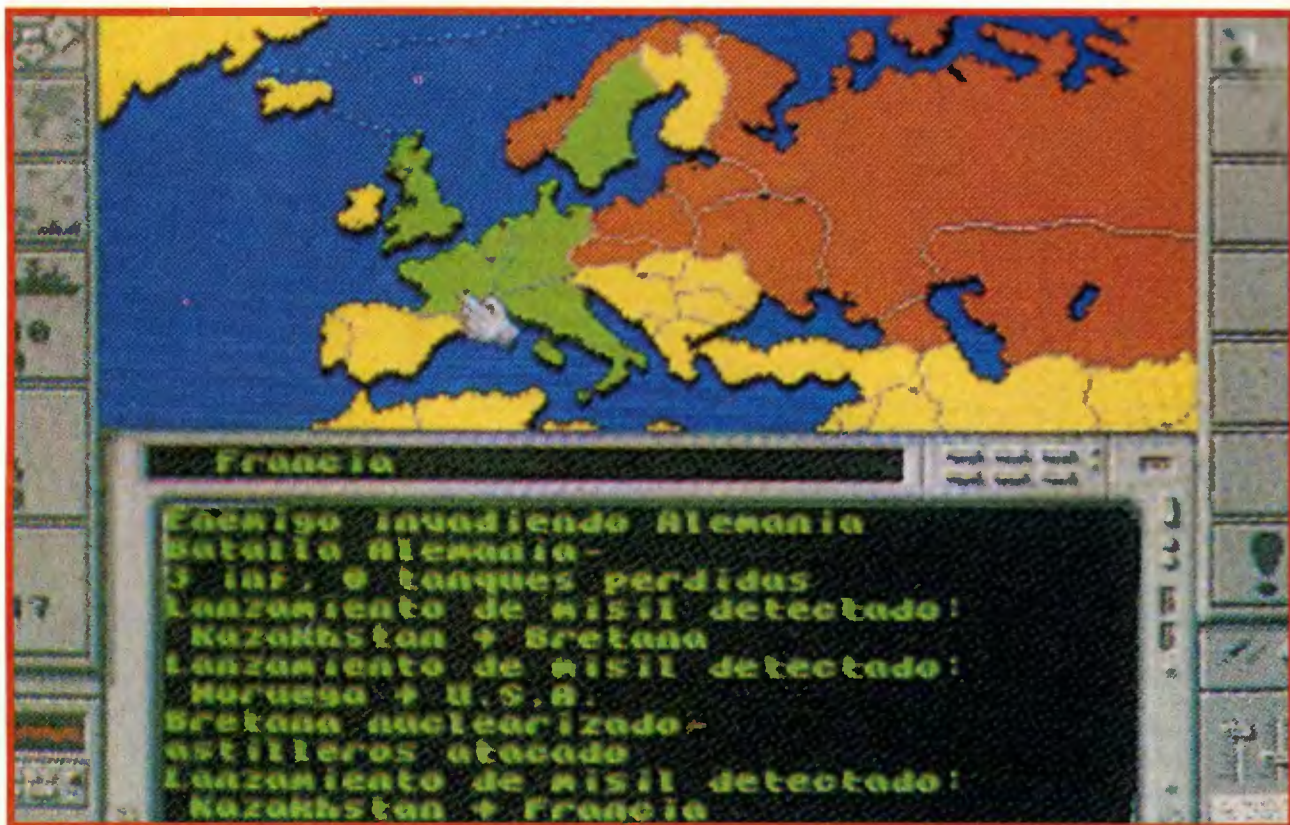 Francia
Enemigo invadiendo Alemania
Batalla Alemania-
3 inf, 0 tanques perdidas
Lanzamiento de misil detectado:
Kazakhstan → Bretana
Lanzamiento de misil detectado:
Noruega → U.S.A.
Bretana nuclearizado-
astilleros atacado
Lanzamiento de misil detectado:
Kazakhstan → Francia